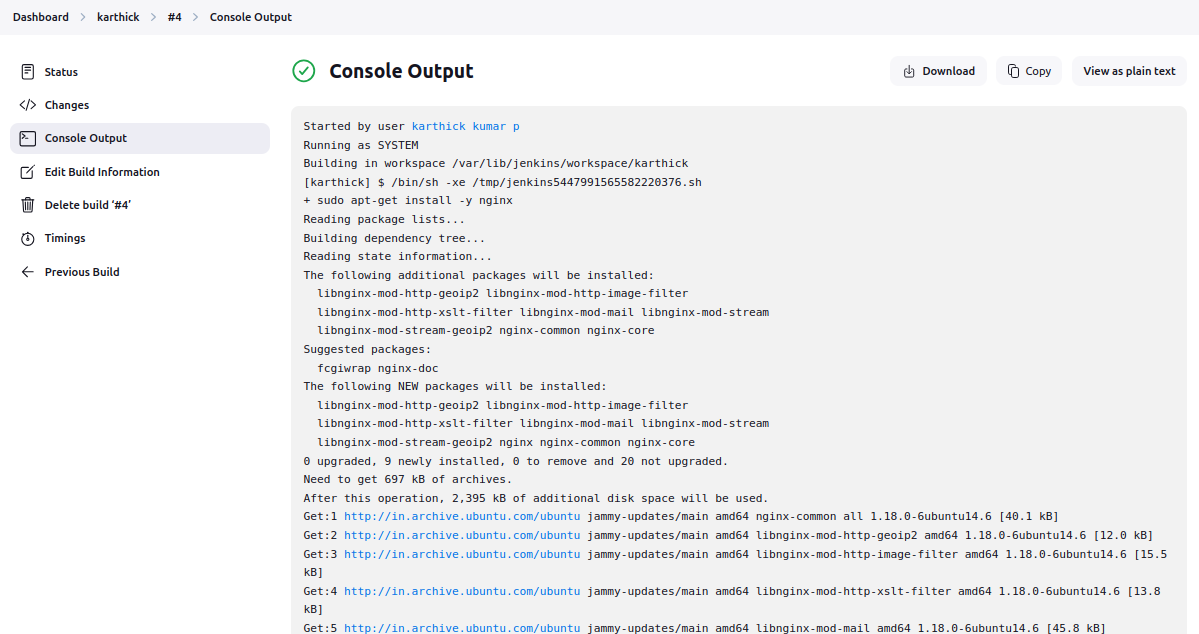 Dashboard > karthick > #4 > Console Output
Status
Changes
Console Output
Edit Build Information
Delete build ‘#4’
Timings
Previous Build
Console Output
Download
Copy
View as plain text
Started by user karthick kumar p
Running as SYSTEM
Building in workspace /var/lib/jenkins/workspace/karthick
[karthick] $ /bin/sh -xe /tmp/jenkins5447991565582220376.sh
+ sudo apt-get install -y nginx
Reading package lists...
Building dependency tree...
Reading state information...
The following additional packages will be installed:
  libnginx-mod-http-geoip2 libnginx-mod-http-image-filter
  libnginx-mod-http-xslt-filter libnginx-mod-mail libnginx-mod-stream
  libnginx-mod-stream-geoip2 nginx-common nginx-core
Suggested packages:
  fcgiwrap nginx-doc
The following NEW packages will be installed:
  libnginx-mod-http-geoip2 libnginx-mod-http-image-filter
  libnginx-mod-http-xslt-filter libnginx-mod-mail libnginx-mod-stream
  libnginx-mod-stream-geoip2 nginx nginx-common nginx-core
0 upgraded, 9 newly installed, 0 to remove and 20 not upgraded.
Need to get 697 kB of archives.
After this operation, 2,395 kB of additional disk space will be used.
Get:1 http://in.archive.ubuntu.com/ubuntu jammy-updates/main amd64 nginx-common all 1.18.0-6ubuntu14.6 [40.1 kB]
Get:2 http://in.archive.ubuntu.com/ubuntu jammy-updates/main amd64 libnginx-mod-http-geoip2 amd64 1.18.0-6ubuntu14.6 [12.0 kB]
Get:3 http://in.archive.ubuntu.com/ubuntu jammy-updates/main amd64 libnginx-mod-http-image-filter amd64 1.18.0-6ubuntu14.6 [15.5
kB]
Get:4 http://in.archive.ubuntu.com/ubuntu jammy-updates/main amd64 libnginx-mod-http-xslt-filter amd64 1.18.0-6ubuntu14.6 [13.8
kB]
Get:5 http://in.archive.ubuntu.com/ubuntu jammy-updates/main amd64 libnginx-mod-mail amd64 1.18.0-6ubuntu14.6 [45.8 kB]